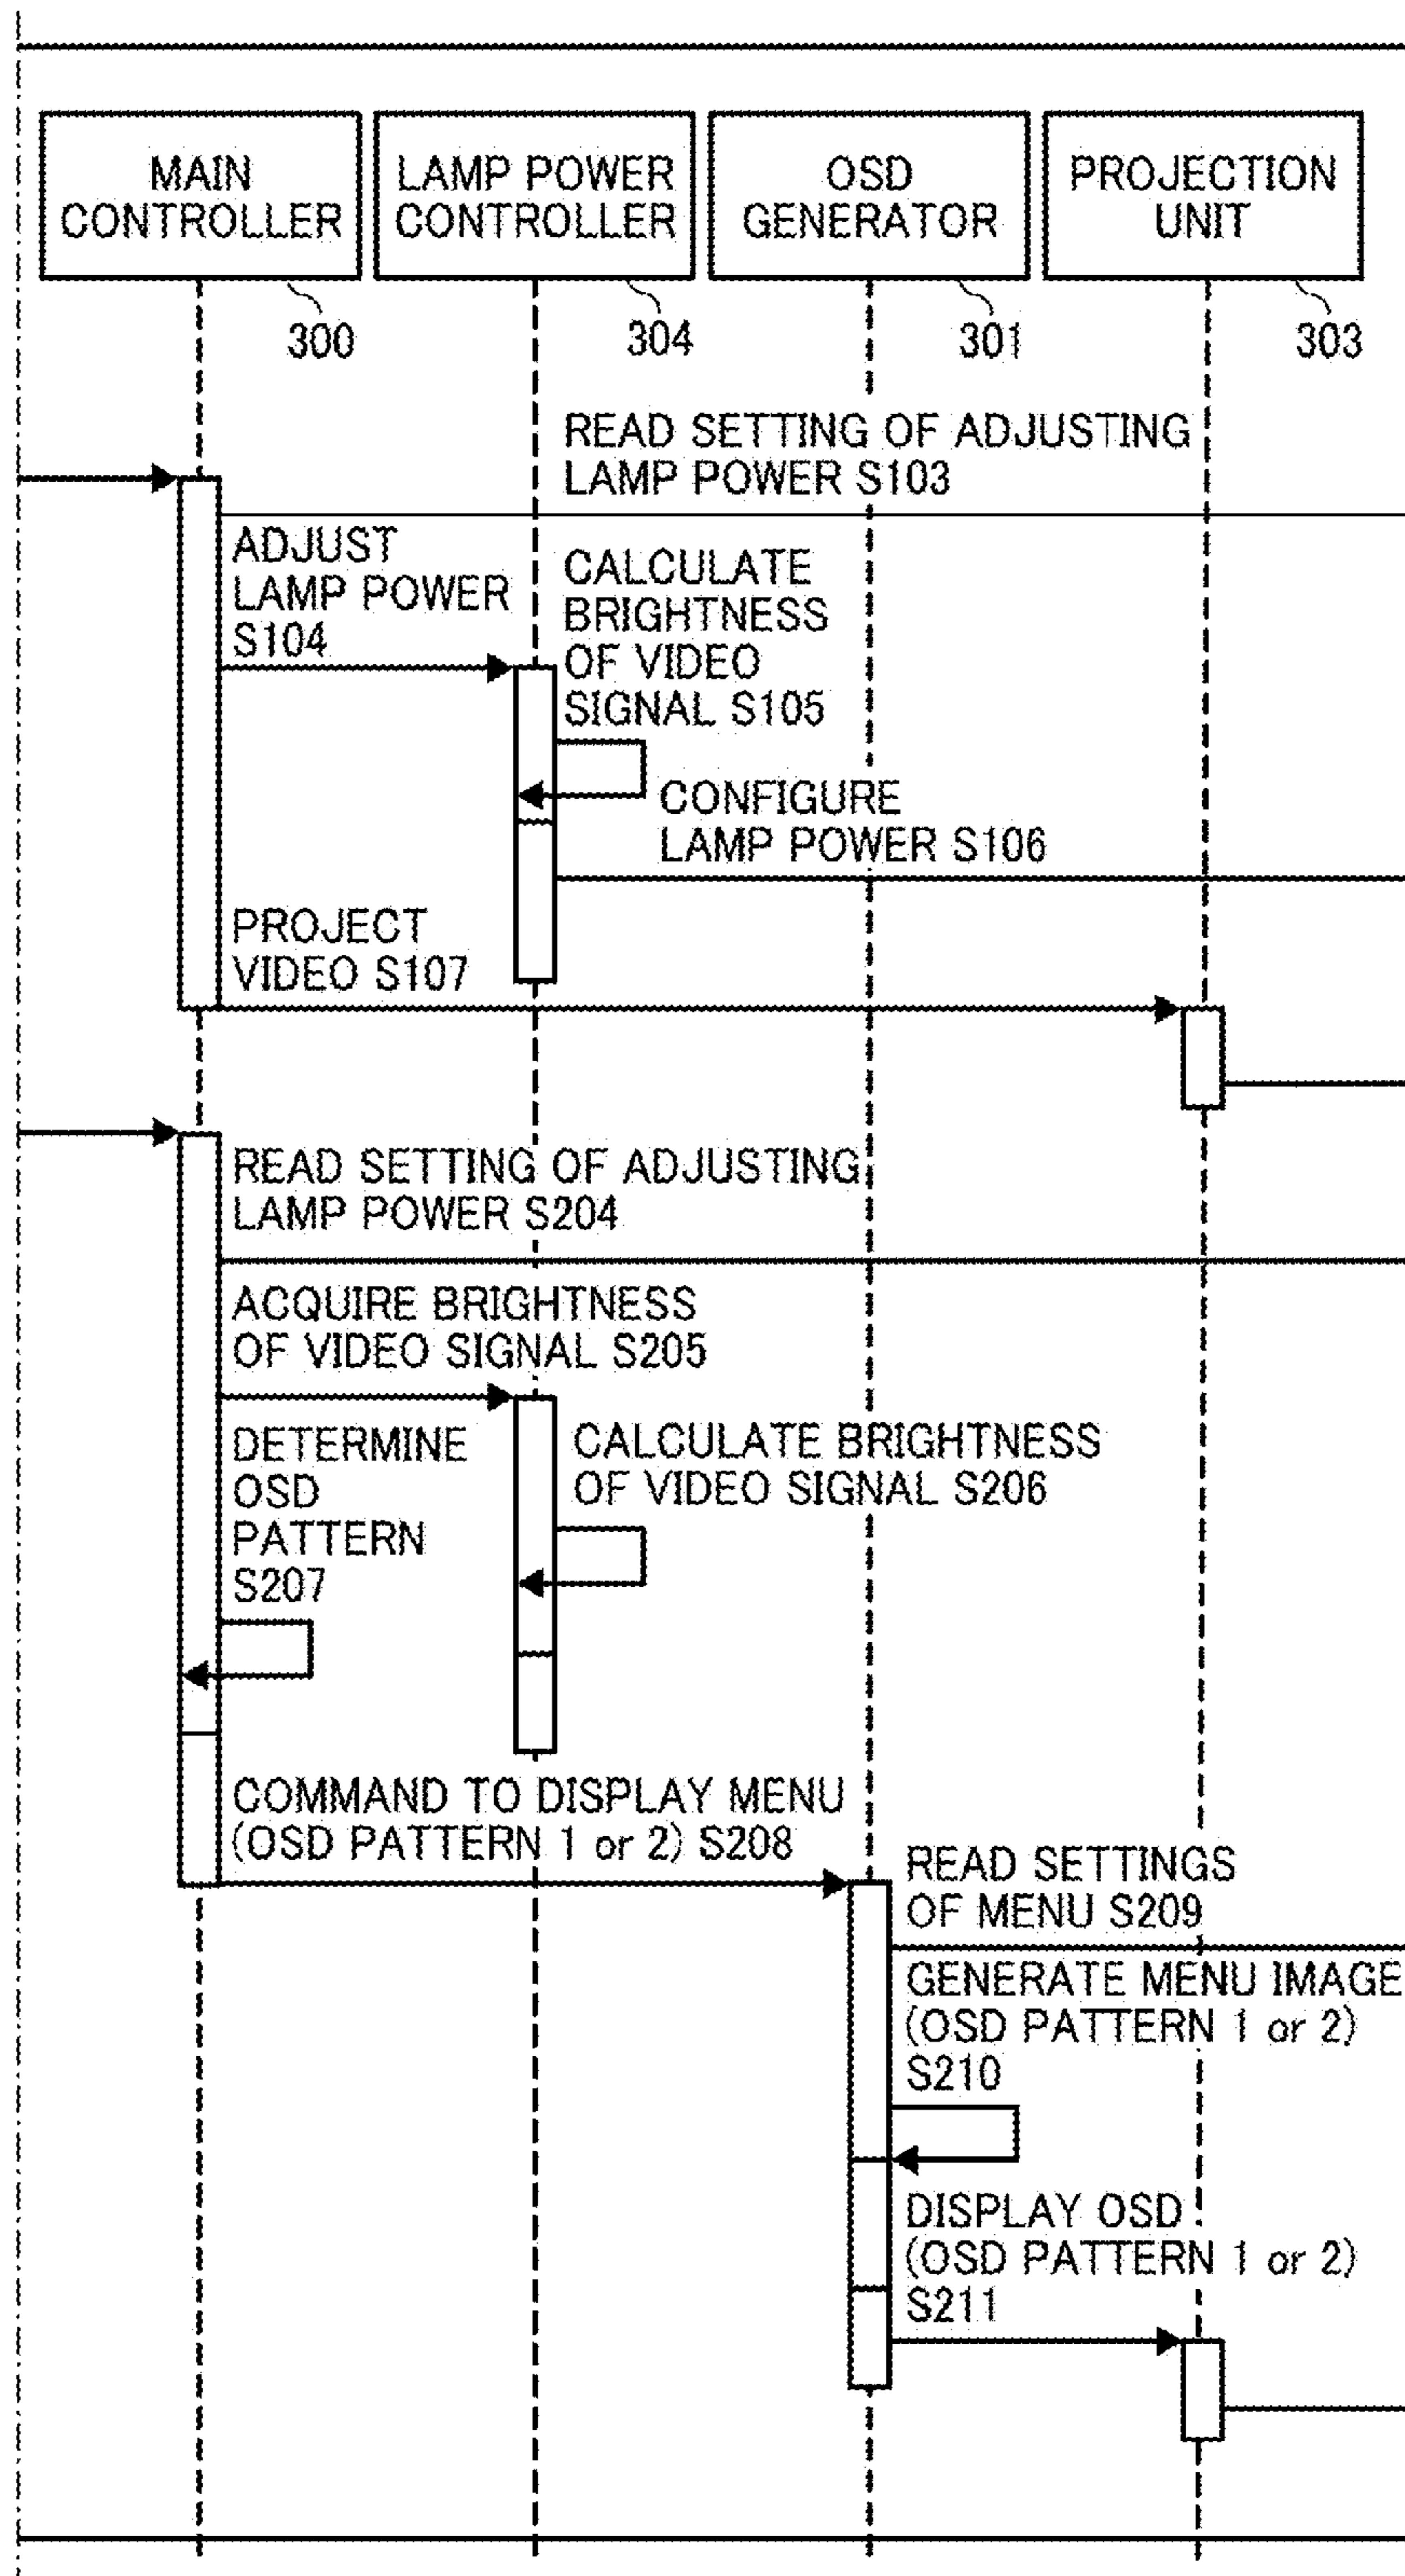 MAIN
CONTROLLER
LAMP POWER
CONTROLLER
OSD
GENERATOR
PROJECTION
UNIT
300
304
301
303
READ SETTING OF ADJUSTING
LAMP POWER S103
ADJUST
LAMP POWER
S104
CALCULATE
BRIGHTNESS
OF VIDEO
SIGNAL S105
CONFIGURE
LAMP POWER S106
PROJECT
VIDEO S107
READ SETTING OF ADJUSTING
LAMP POWER S204
ACQUIRE BRIGHTNESS
OF VIDEO SIGNAL S205
DETERMINE
OSD
PATTERN
S207
CALCULATE BRIGHTNESS
OF VIDEO SIGNAL S206
COMMAND TO DISPLAY MENU
(OSD PATTERN 1 or 2) S208
READ SETTINGS
OF MENU S209
GENERATE MENU IMAGE
(OSD PATTERN 1 or 2)
S210
DISPLAY OSD
(OSD PATTERN 1 or 2)
S211